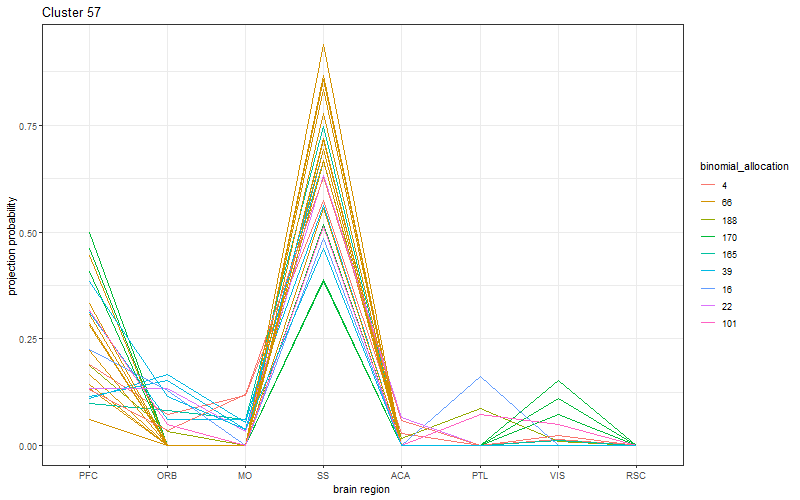 Cluster 57
projection probability
0.75
0.50
0.25
0.00
PFC ORB MO SS ACA PTL VIS RSC
brain region
binomial_allocation
4
66
188
170
165
39
16
22
101